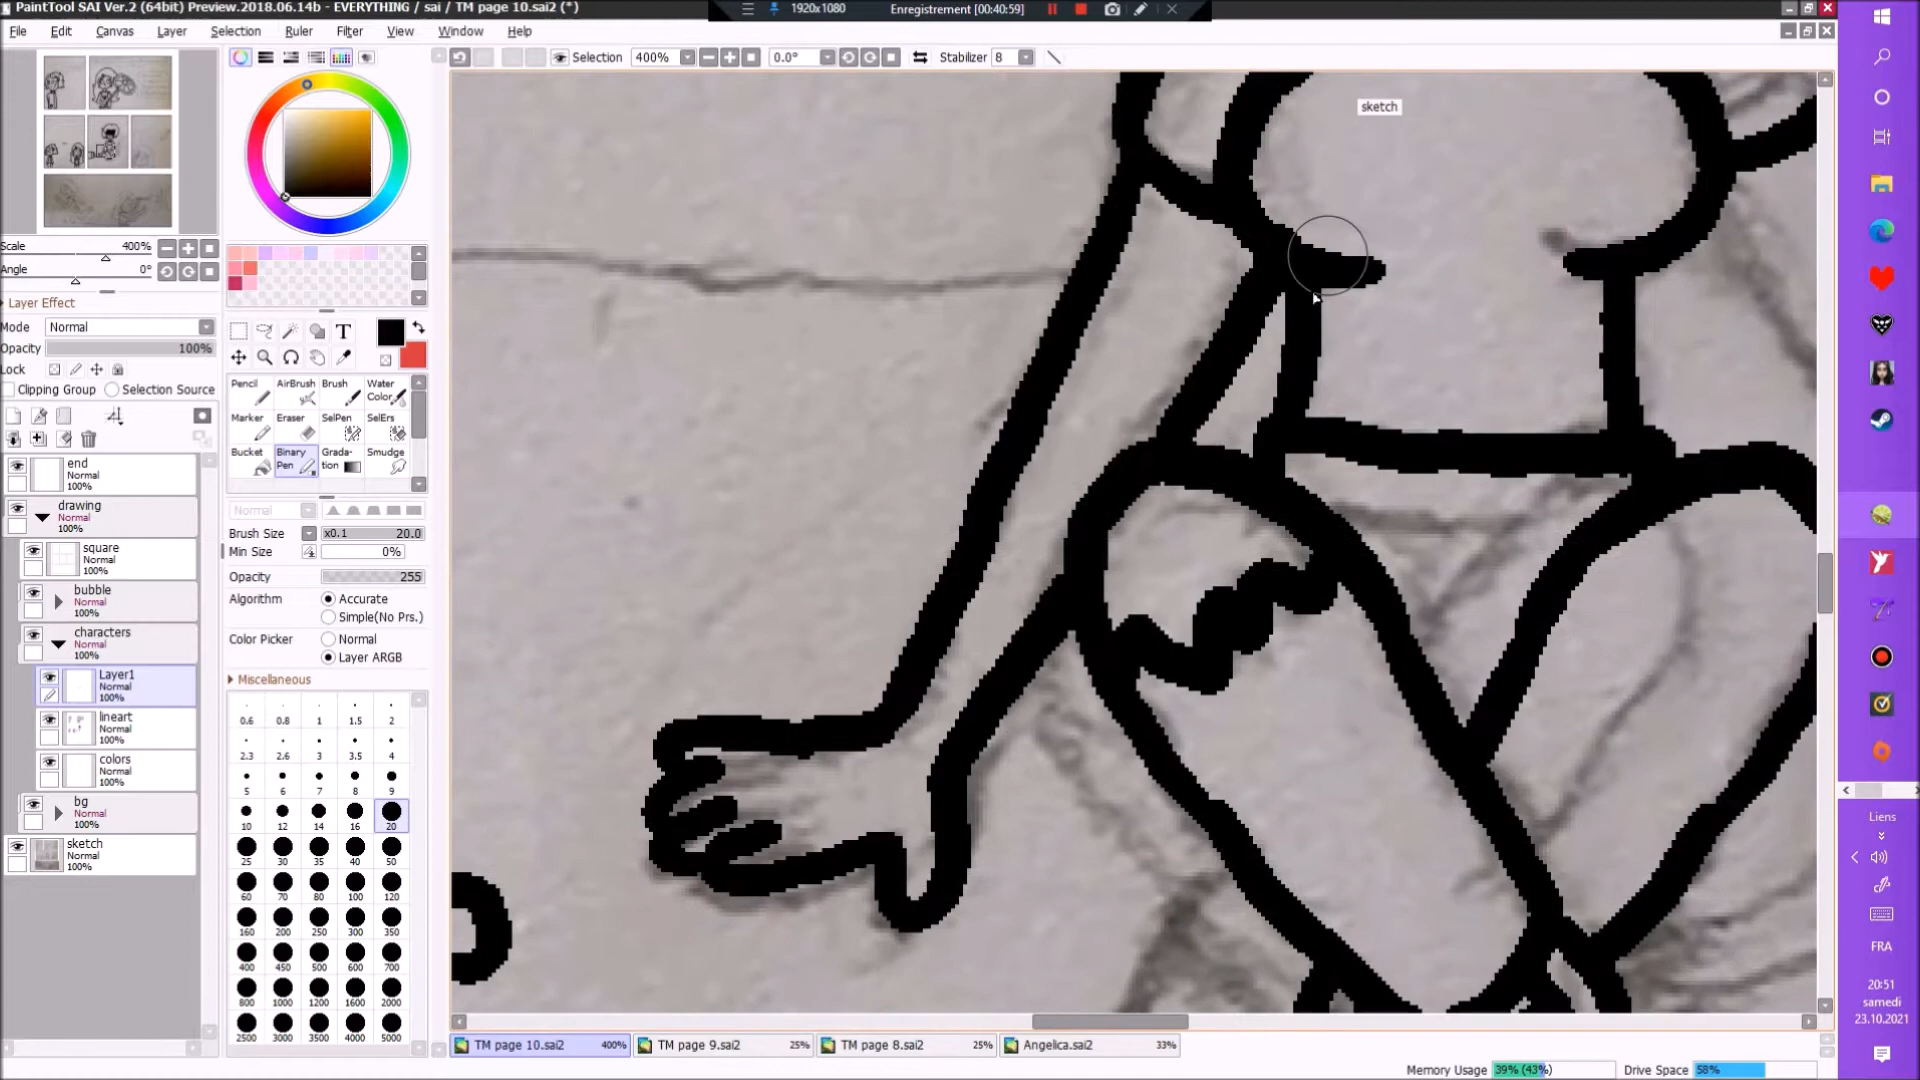 PaintTool SAI Ver.2 (64bit) Preview.2018.06.14b - EVERYTHING / sai / TM page 10.sai2 (*)
1920x1080
Enregistrement [00:40:59]
File
Edit
Canvas
Layer
Selection
Ruler
Filter
View
Window
Help
Selection
400%
0.0°
Stabilizer 8
Scale
400%
Angle
0°
Layer Effect
Mode
Normal
Opacity
100%
Lock
Clipping Group
Selection Source
end
Normal
100%
drawing
Normal
100%
square
Normal
100%
bubble
Normal
100%
characters
Normal
100%
Layer1
Normal
100%
lineart
Normal
100%
colors
Normal
100%
bg
Normal
100%
sketch
Normal
100%
T
Pencil
AirBrush
Brush
Water
Color
Marker
Eraser
SelPen
SelErs
Bucket
Binary
Pen
Grada-
tion
Smudge
Normal
Brush Size
x0.1
20.0
Min Size
0%
Opacity
255
Algorithm
Accurate
Simple(No Prs.)
Color Picker
Normal
Layer ARGB
Miscellaneous
0.6 0.8 1 1.5 2
2.3 2.6 3 3.5 4
5 6 7 8 9
10 12 14 16 20
25 30 35 40 50
60 70 80 100 120
160 200 250 300 350
400 450 500 600 700
800 1000 1200 1600 2000
2500 3000 3500 4000 5000
sketch
TM page 10.sai2 400%
TM page 9.sai2 25%
TM page 8.sai2 25%
Angelica.sai2 33%
Memory Usage
39% (43%)
Drive Space
58%
Liens
FRA
20:51
samedi
23.10.2021